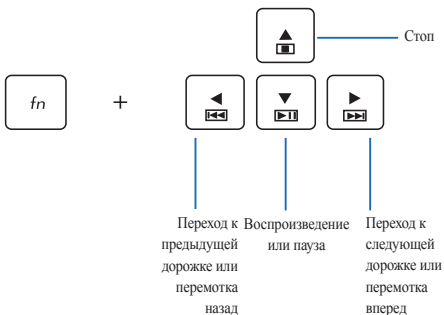 Стоп
fn
+
Переход к
предыдущей
дорожке или
перемотка
назад
Воспроизведение
или пауза
Переход к
следующей
дорожке или
перемотка
вперед